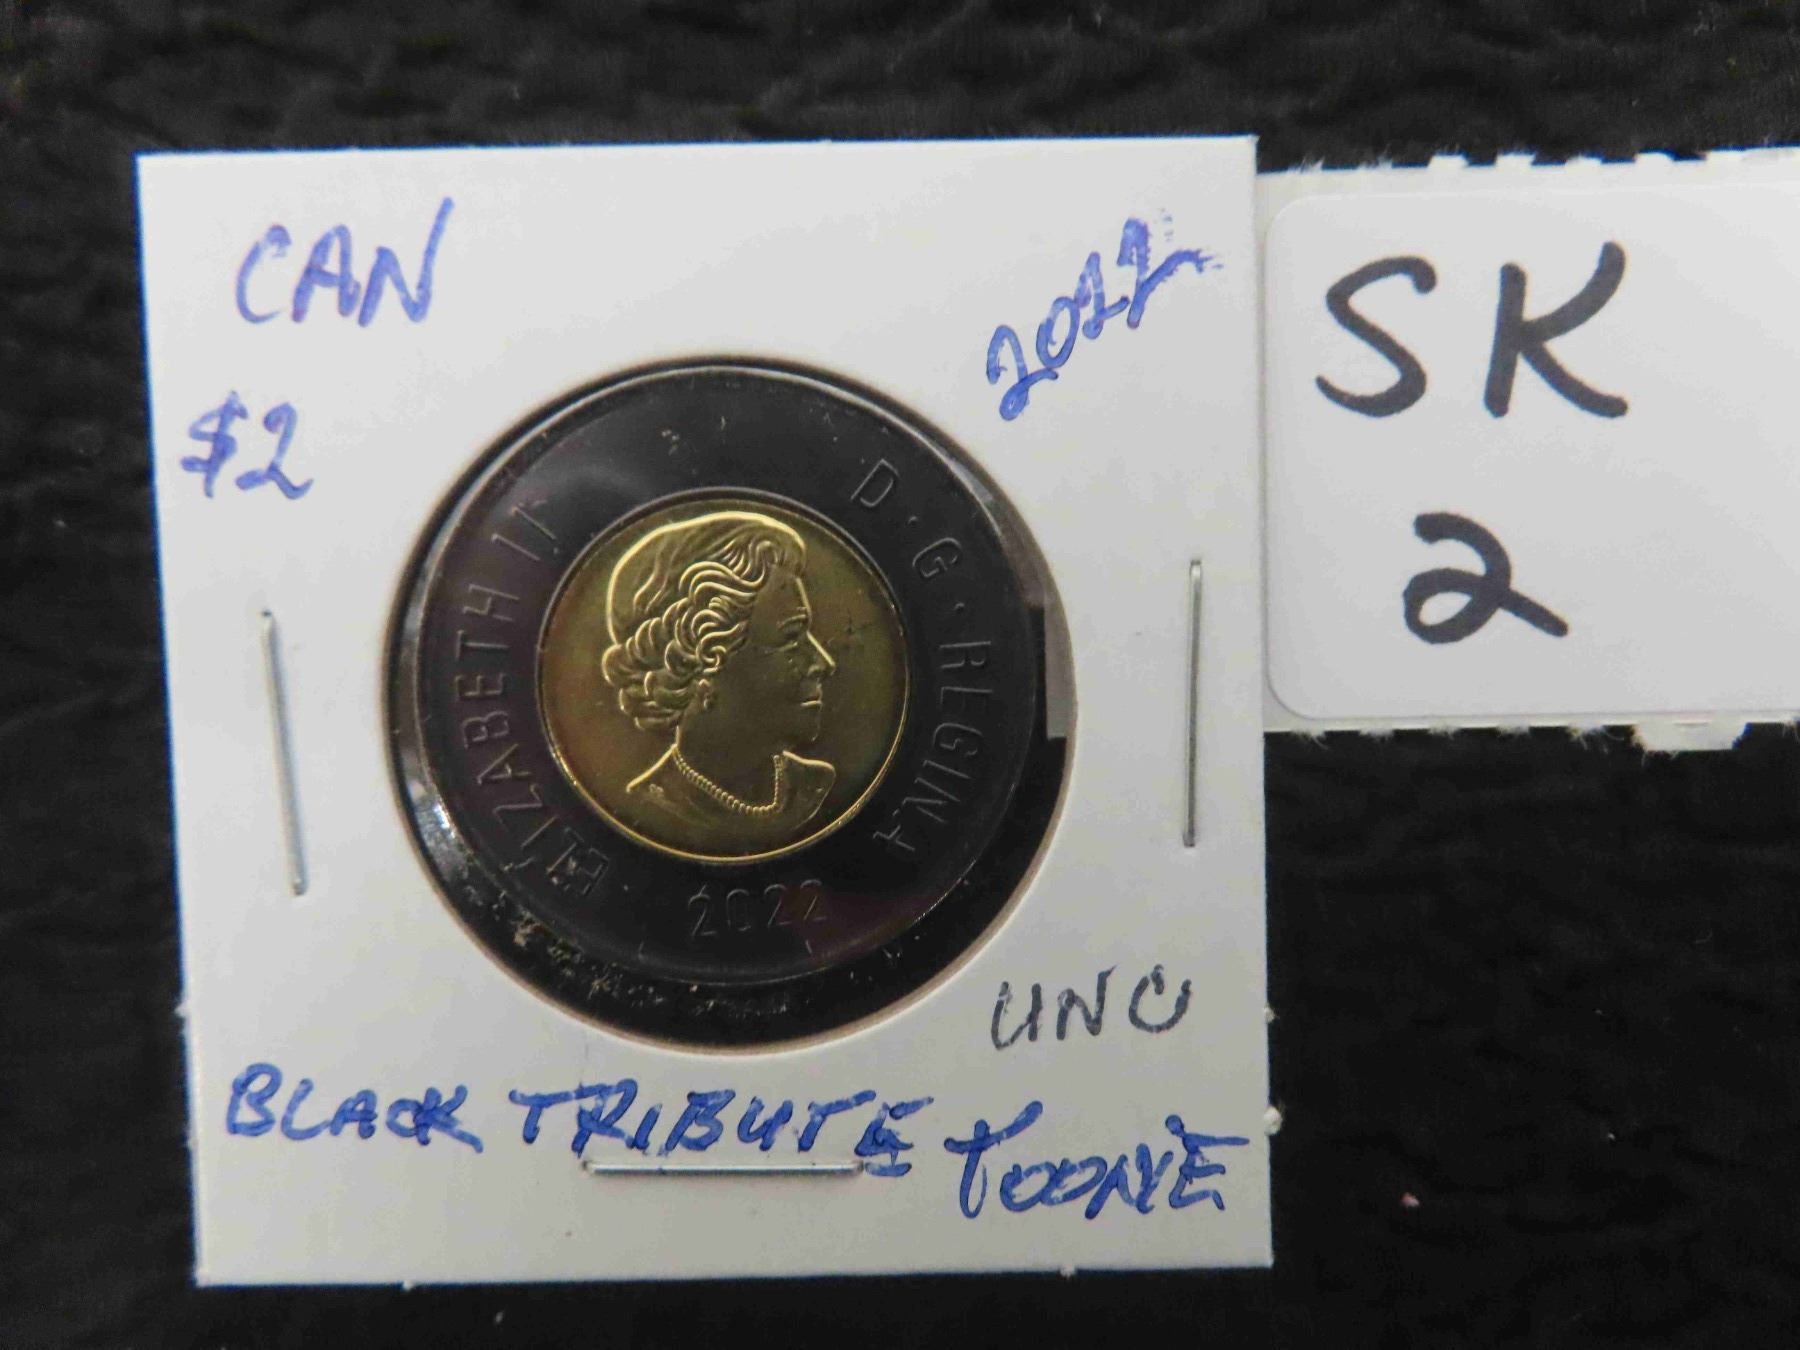 CAN
2022
$2
SK
2
ELIZABETH II D·G·REGINA
2022
UNC
BLACK TRIBUTE TOONIE